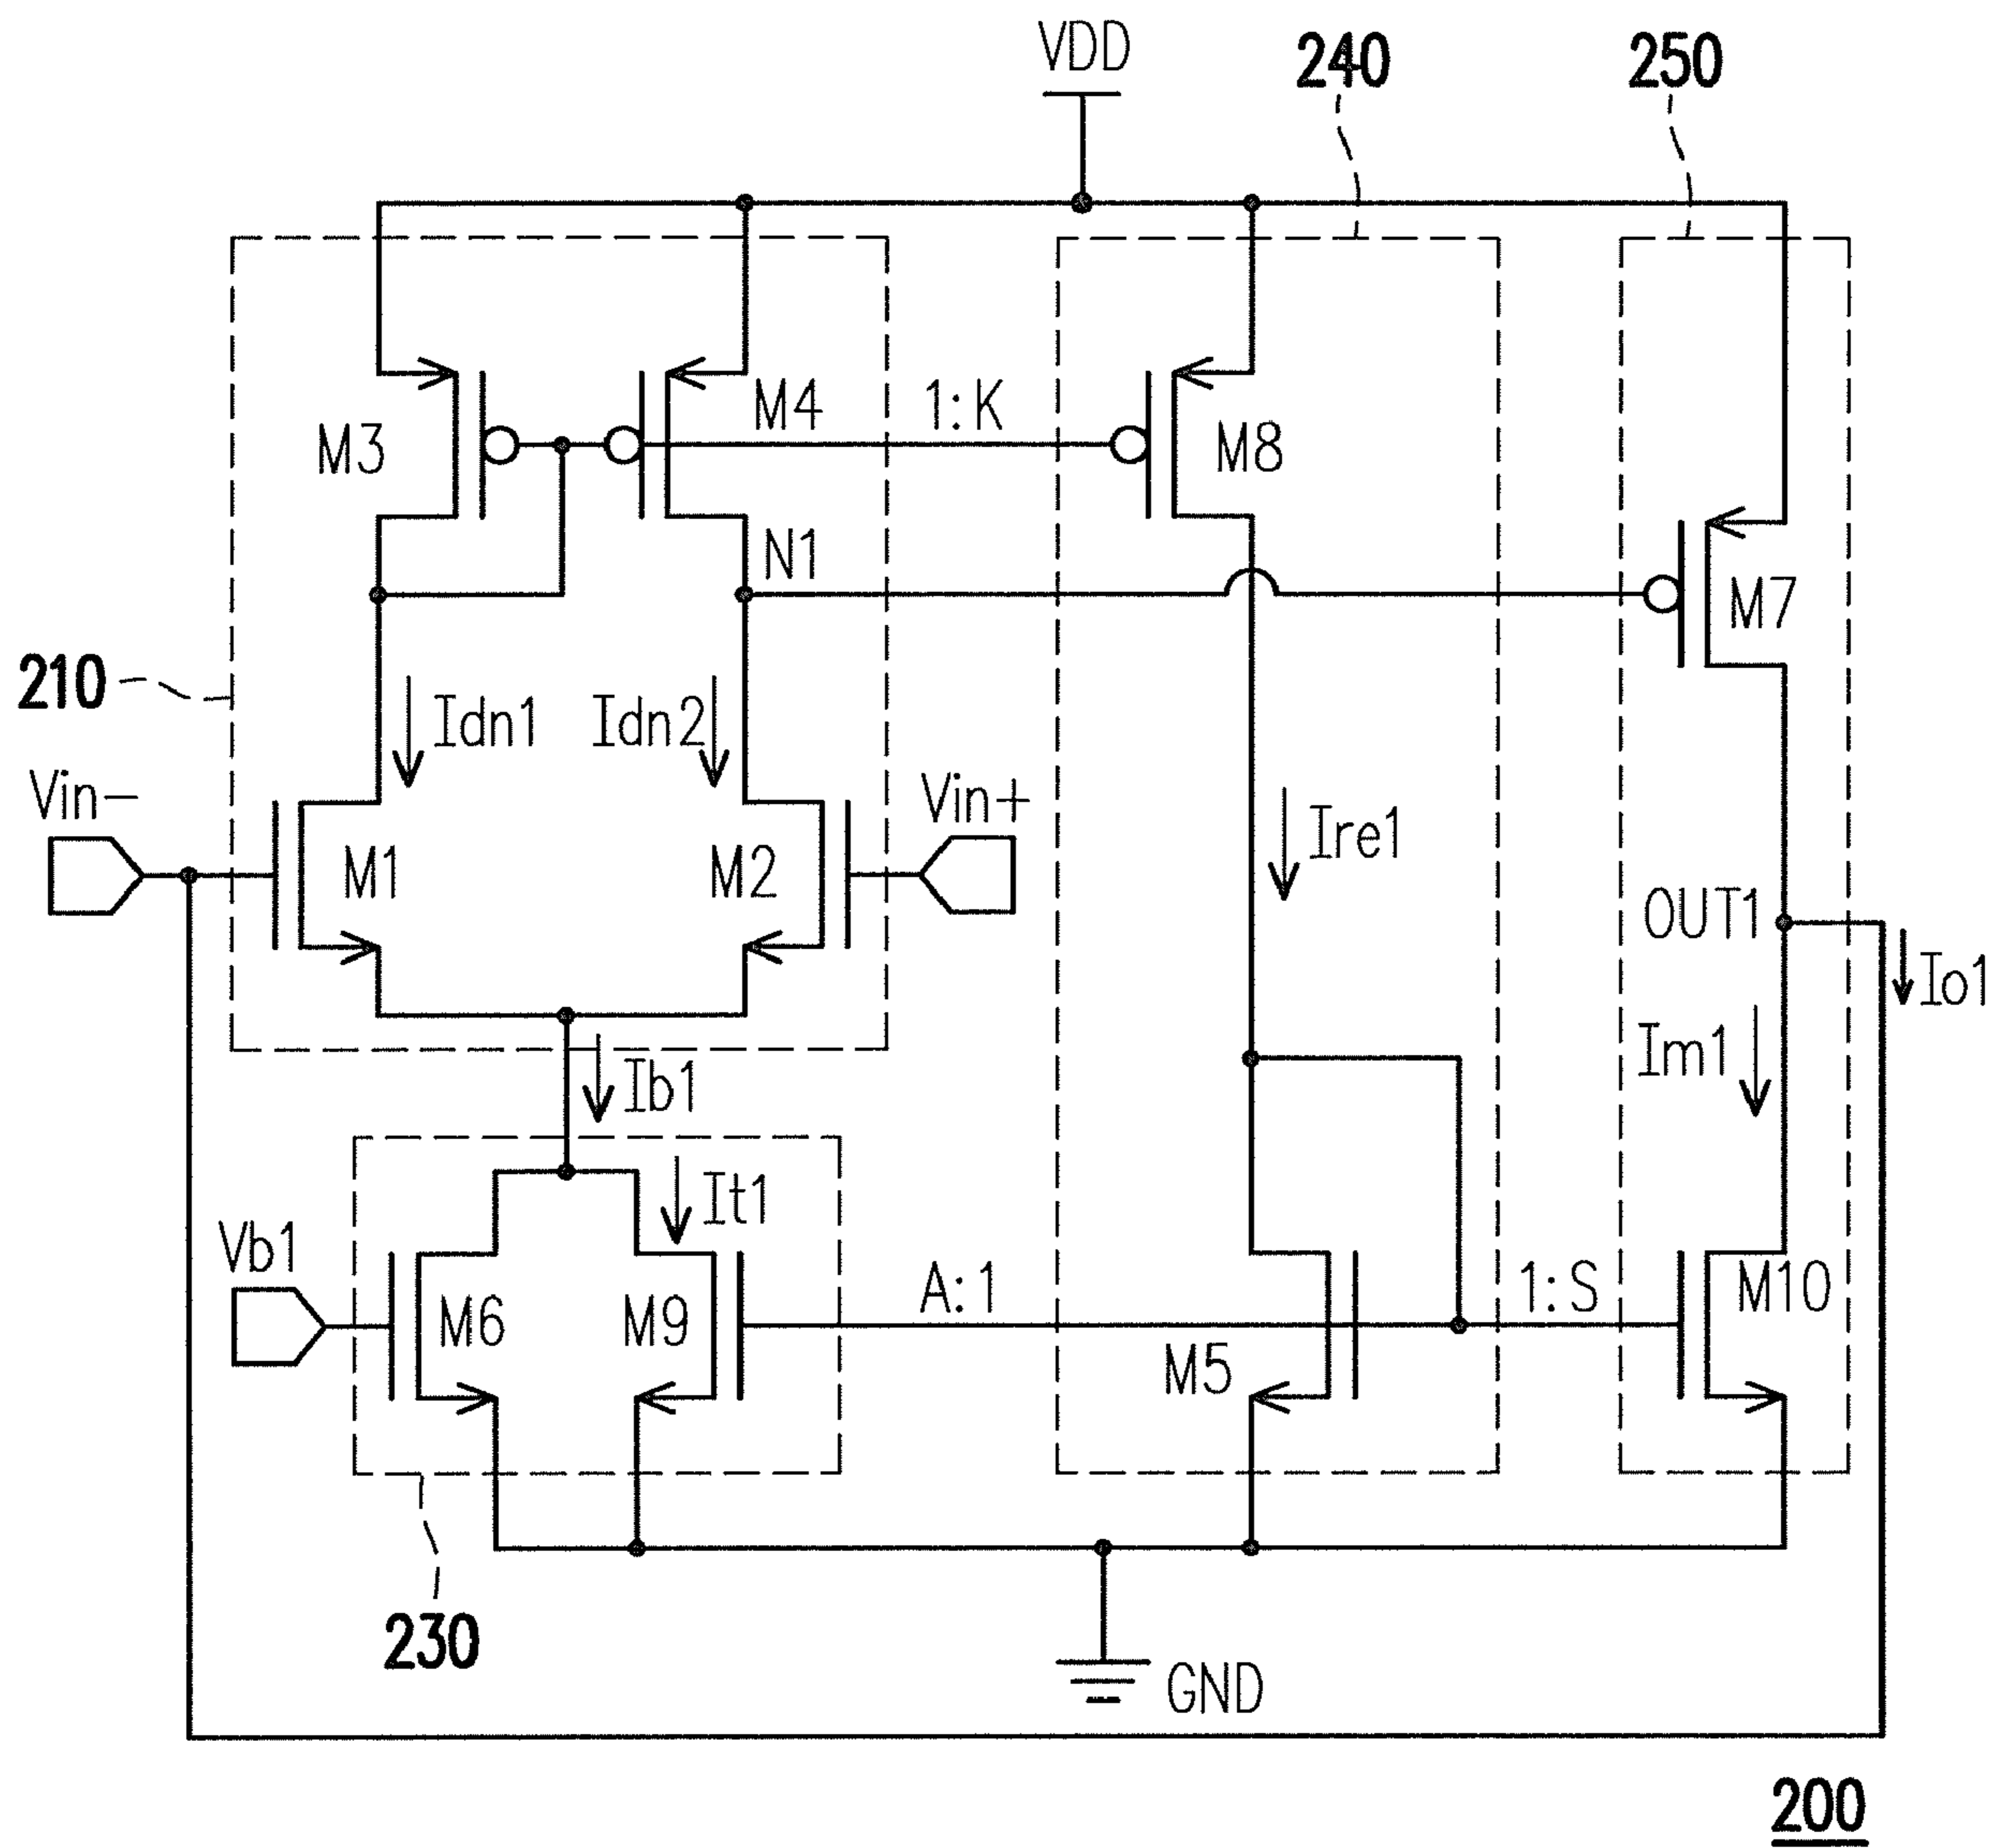 VDD
240
250
M3
M4
1:K
M8
N1
M7
210
Idn1
Idn2
Vin-
Vin+
M1
M2
Ire1
OUT1
Io1
Im1
Ib1
It1
Vb1
M6
M9
A:1
M5
1:S
M10
230
GND
200